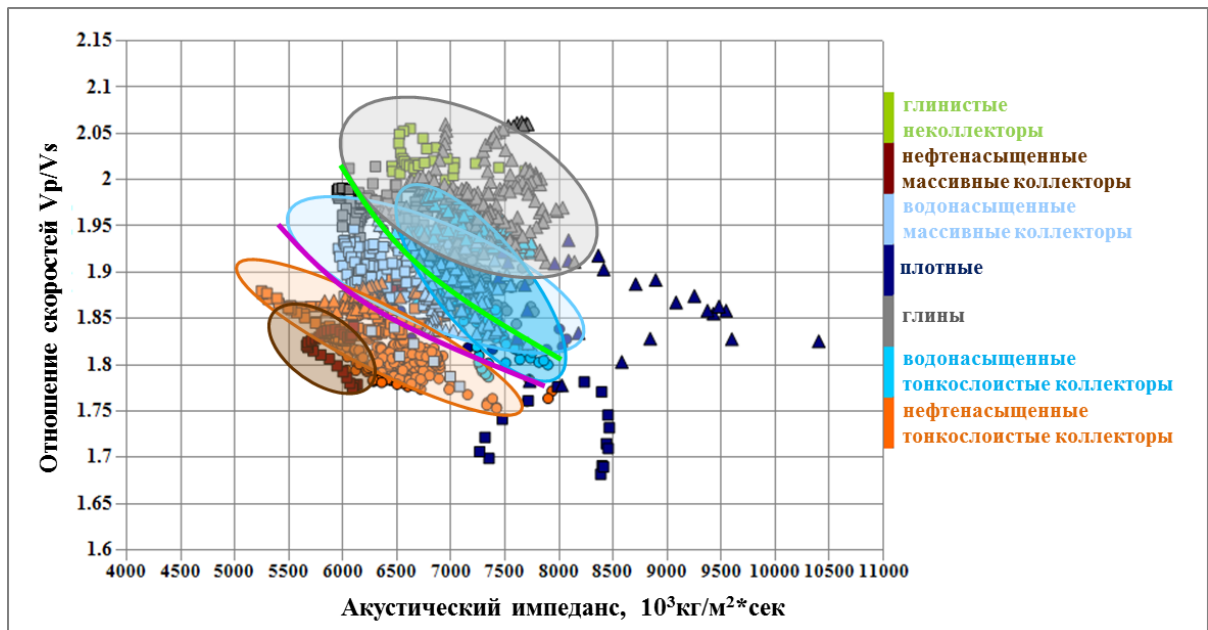 2.15
2.1
2.05
2
1.95
1.9
1.85
1.8
1.75
1.7
1.65
1.6
Отношение скоростей Vp/Vs
4000 4500 5000 5500 6000 6500 7000 7500 8000 8500 9000 9500 10000 10500 11000
Акустический импеданс, 10³кг/м²*сек
глинистые
неколлекторы
нефтенасыщенные
массивные коллекторы
водонасыщенные
массивные коллекторы
плотные
глины
водонасыщенные
тонкослоистые коллекторы
нефтенасыщенные
тонкослоистые коллекторы